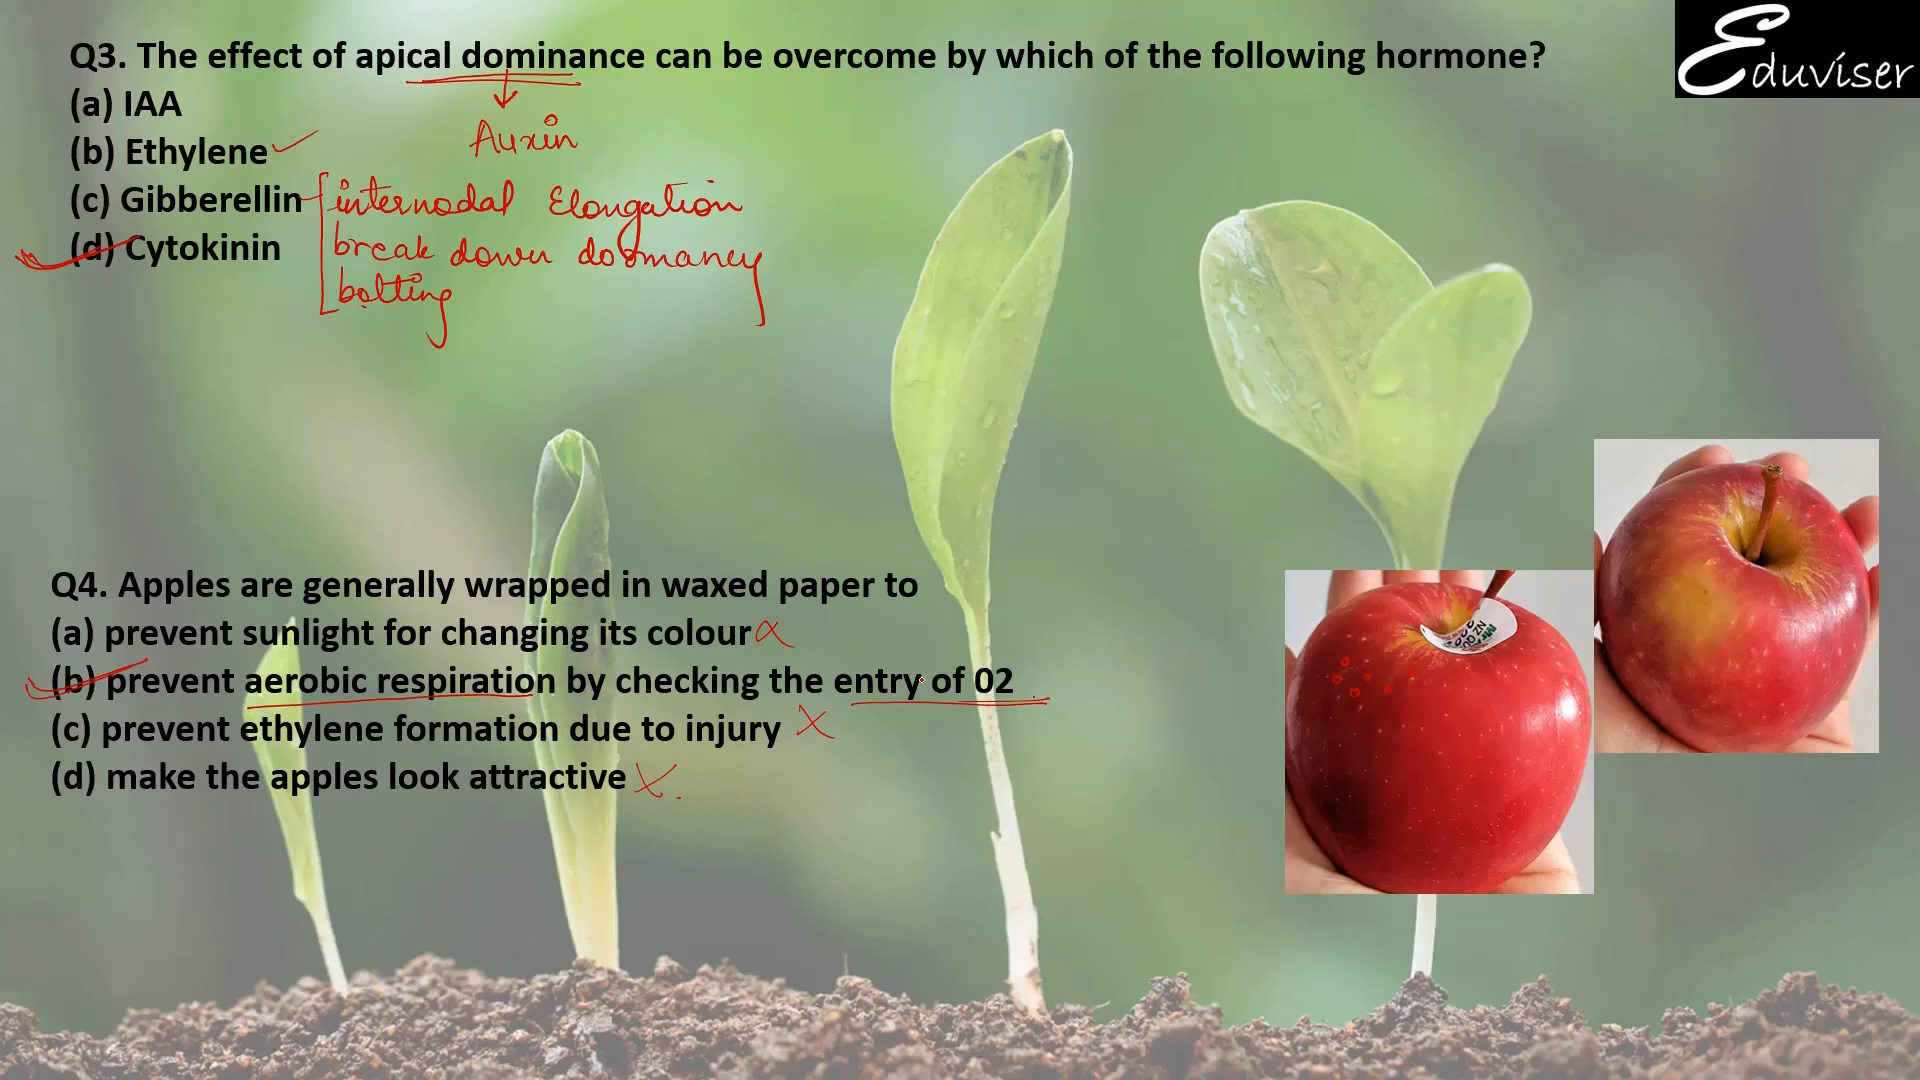 Q3. The effect of apical dominance can be overcome by which of the following hormone?
(a) IAA
Auxin
(b) Ethylene
(c) Gibberellin
(d) Cytokinin
internodal Elongation
break down dormancy
bolting
Q4. Apples are generally wrapped in waxed paper to
(a) prevent sunlight for changing its colour
(b) prevent aerobic respiration by checking the entry of 02
(c) prevent ethylene formation due to injury
(d) make the apples look attractive
Eduviser
NZ